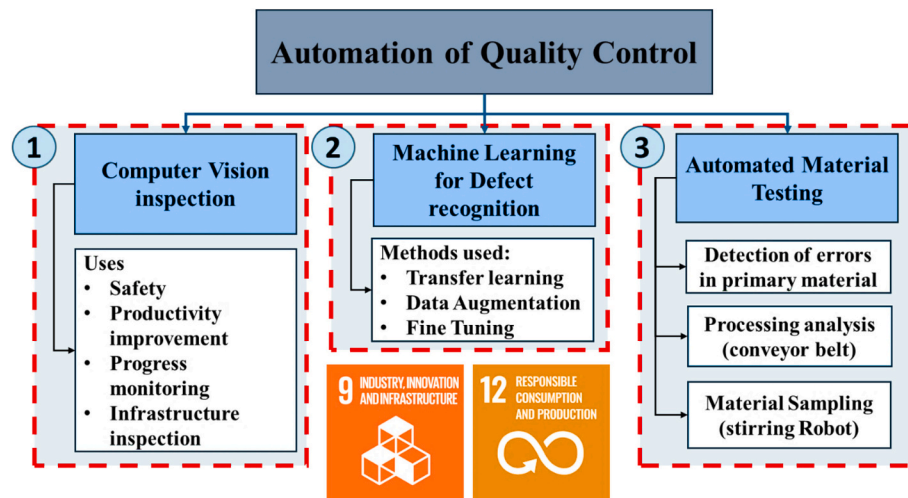 Automation of Quality Control
1
Computer Vision
inspection
Uses
• Safety
• Productivity
improvement
• Progress
monitoring
• Infrastructure
inspection
2
Machine Learning
for Defect
recognition
Methods used:
• Transfer learning
• Data Augmentation
• Fine Tuning
9 INDUSTRY, INNOVATION
AND INFRASTRUCTURE
12 RESPONSIBLE
CONSUMPTION
AND PRODUCTION
3
Automated Material
Testing
Detection of errors
in primary material
Processing analysis
(conveyor belt)
Material Sampling
(stirring Robot)